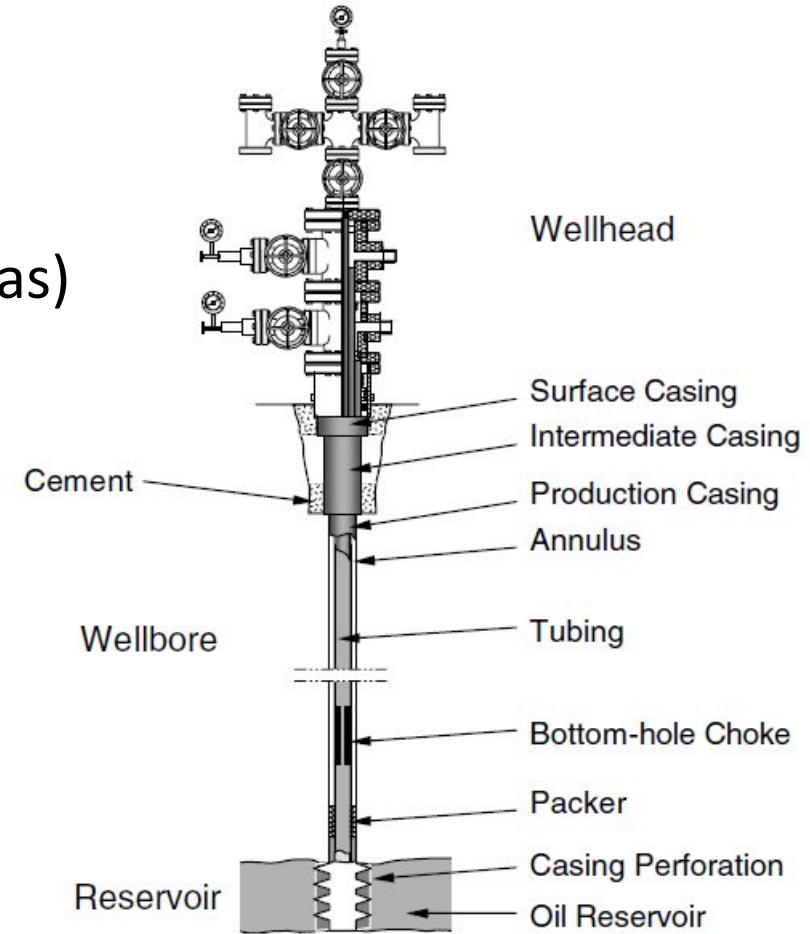 Wellhead
as)
Surface Casing
Intermediate Casing
Cement
Production Casing
Annulus
Wellbore
Tubing
Bottom-hole Choke
Packer
Casing Perforation
Reservoir
Oil Reservoir